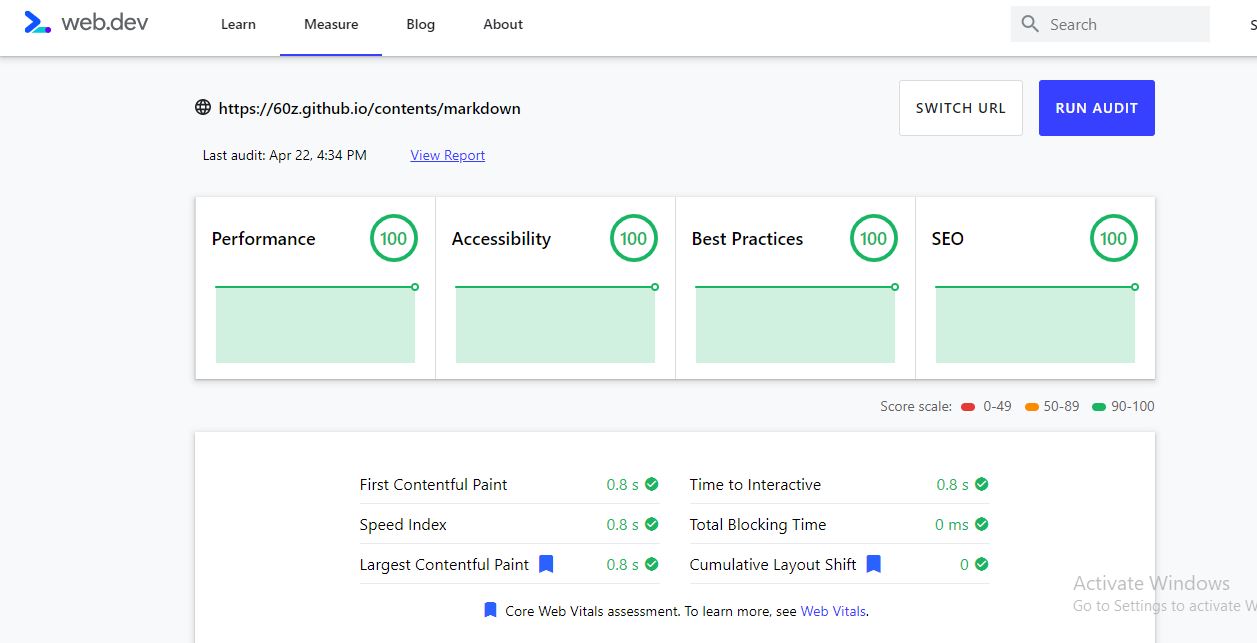 web.dev Learn Measure Blog About Search S
https://60z.github.io/contents/markdown SWITCH URL RUN AUDIT
Last audit: Apr 22, 4:34 PM View Report
Performance 100 Accessibility 100 Best Practices 100 SEO 100
Score scale: 0-49 50-89 90-100
First Contentful Paint 0.8 s Time to Interactive 0.8 s
Speed Index 0.8 s Total Blocking Time 0 ms
Largest Contentful Paint 0.8 s Cumulative Layout Shift 0
Activate Windows
Go to Settings to activate W
Core Web Vitals assessment. To learn more, see Web Vitals.